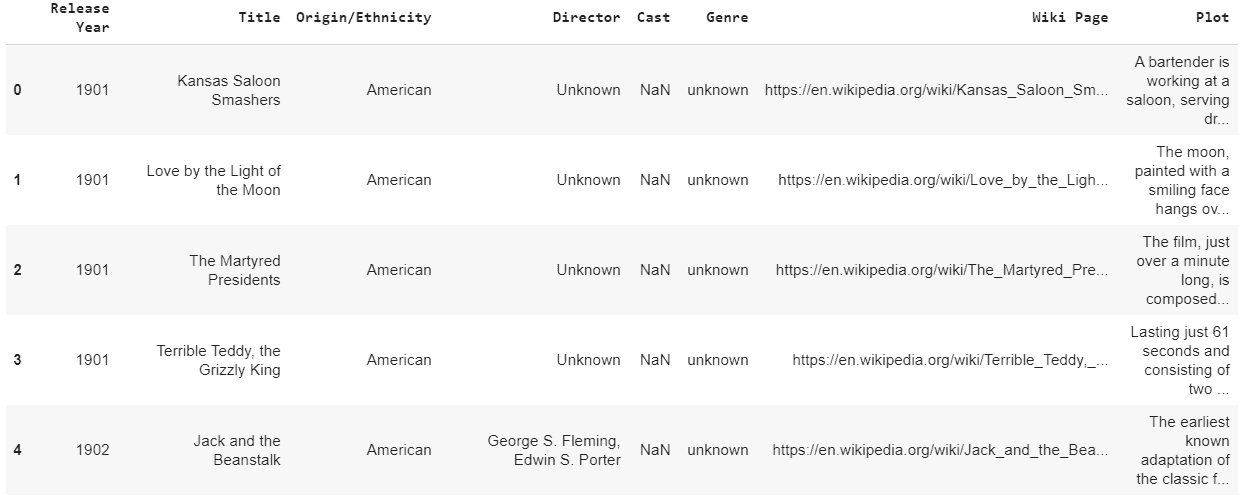 Release Year Title Origin/Ethnicity Director Cast Genre Wiki Page Plot
0 1901 Kansas Saloon Smashers American Unknown NaN unknown https://en.wikipedia.org/wiki/Kansas_Saloon_Sm... A bartender is working at a saloon, serving dr...
1 1901 Love by the Light of the Moon American Unknown NaN unknown https://en.wikipedia.org/wiki/Love_by_the_Ligh... The moon, painted with a smiling face hangs ov...
2 1901 The Martyred Presidents American Unknown NaN unknown https://en.wikipedia.org/wiki/The_Martyred_Pre... The film, just over a minute long, is composed...
3 1901 Terrible Teddy, the Grizzly King American Unknown NaN unknown https://en.wikipedia.org/wiki/Terrible_Teddy,_... Lasting just 61 seconds and consisting of two ...
4 1902 Jack and the Beanstalk American George S. Fleming, Edwin S. Porter NaN unknown https://en.wikipedia.org/wiki/Jack_and_the_Bea... The earliest known adaptation of the classic f...